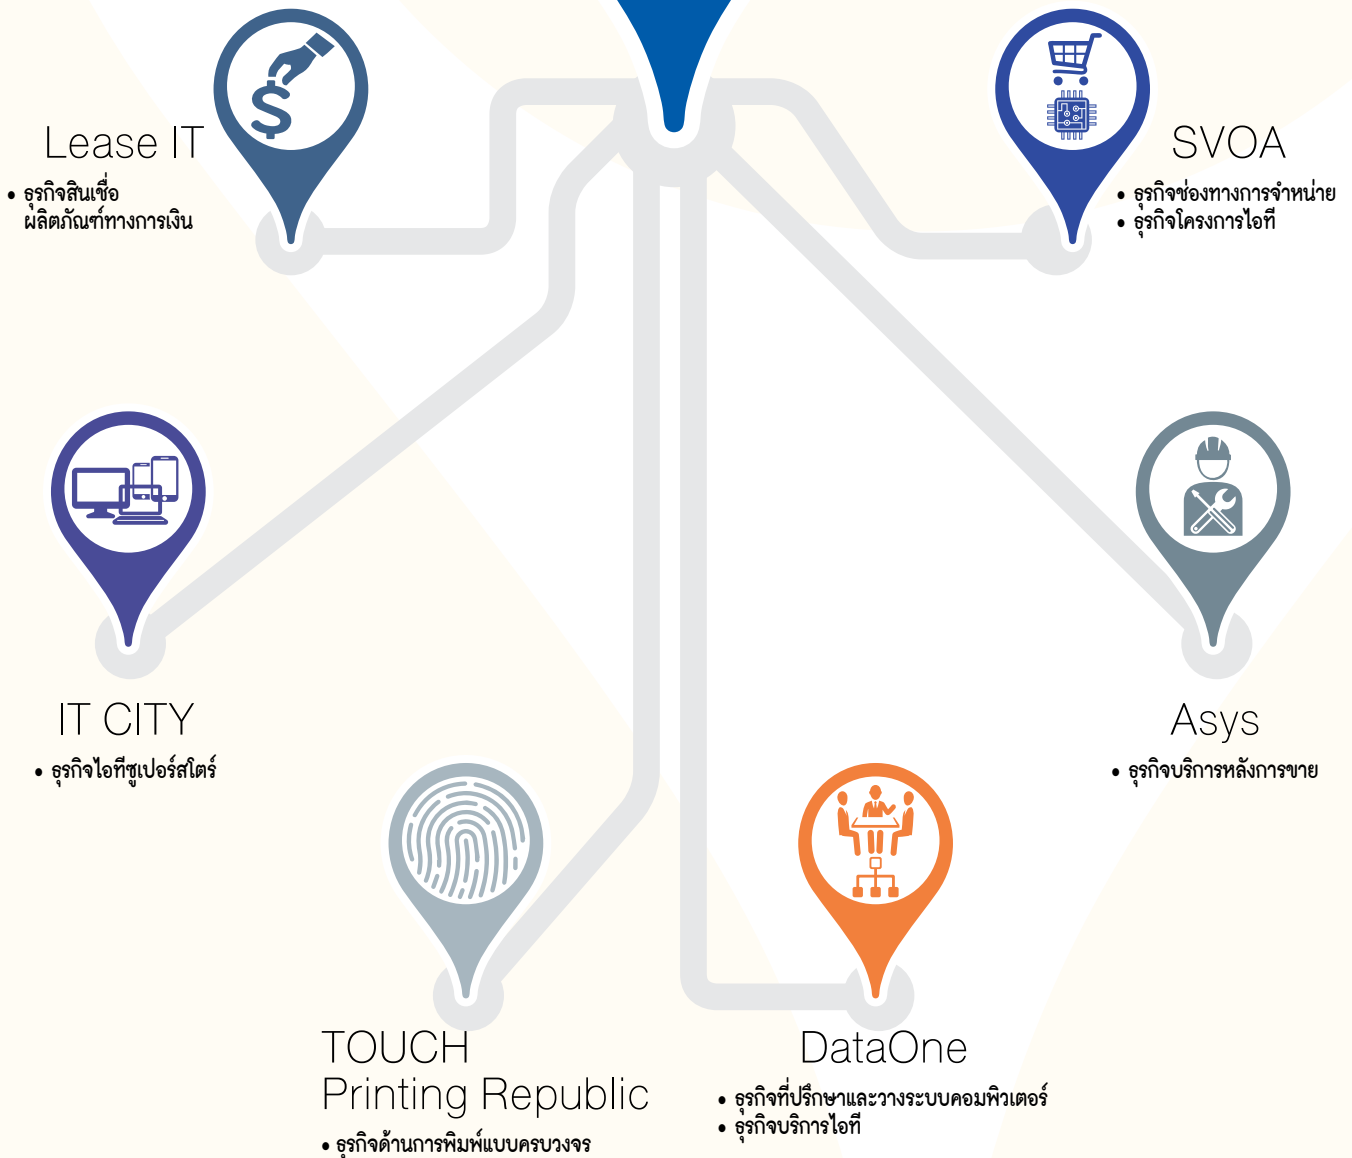 Lease IT
• ธุรกิจสินเชื่อ
ผลิตภัณฑ์ทางการเงิน
SVOA
• ธุรกิจช่องทางการจำหน่าย
• ธุรกิจโครงการไอที
IT CITY
• ธุรกิจไอทีซูเปอร์สโตร์
Asys
• ธุรกิจบริการหลังการขาย
TOUCH
Printing Republic
• ธุรกิจด้านการพิมพ์แบบครบวงจร
DataOne
• ธุรกิจที่ปรึกษาและวางระบบคอมพิวเตอร์
• ธุรกิจบริการไอที